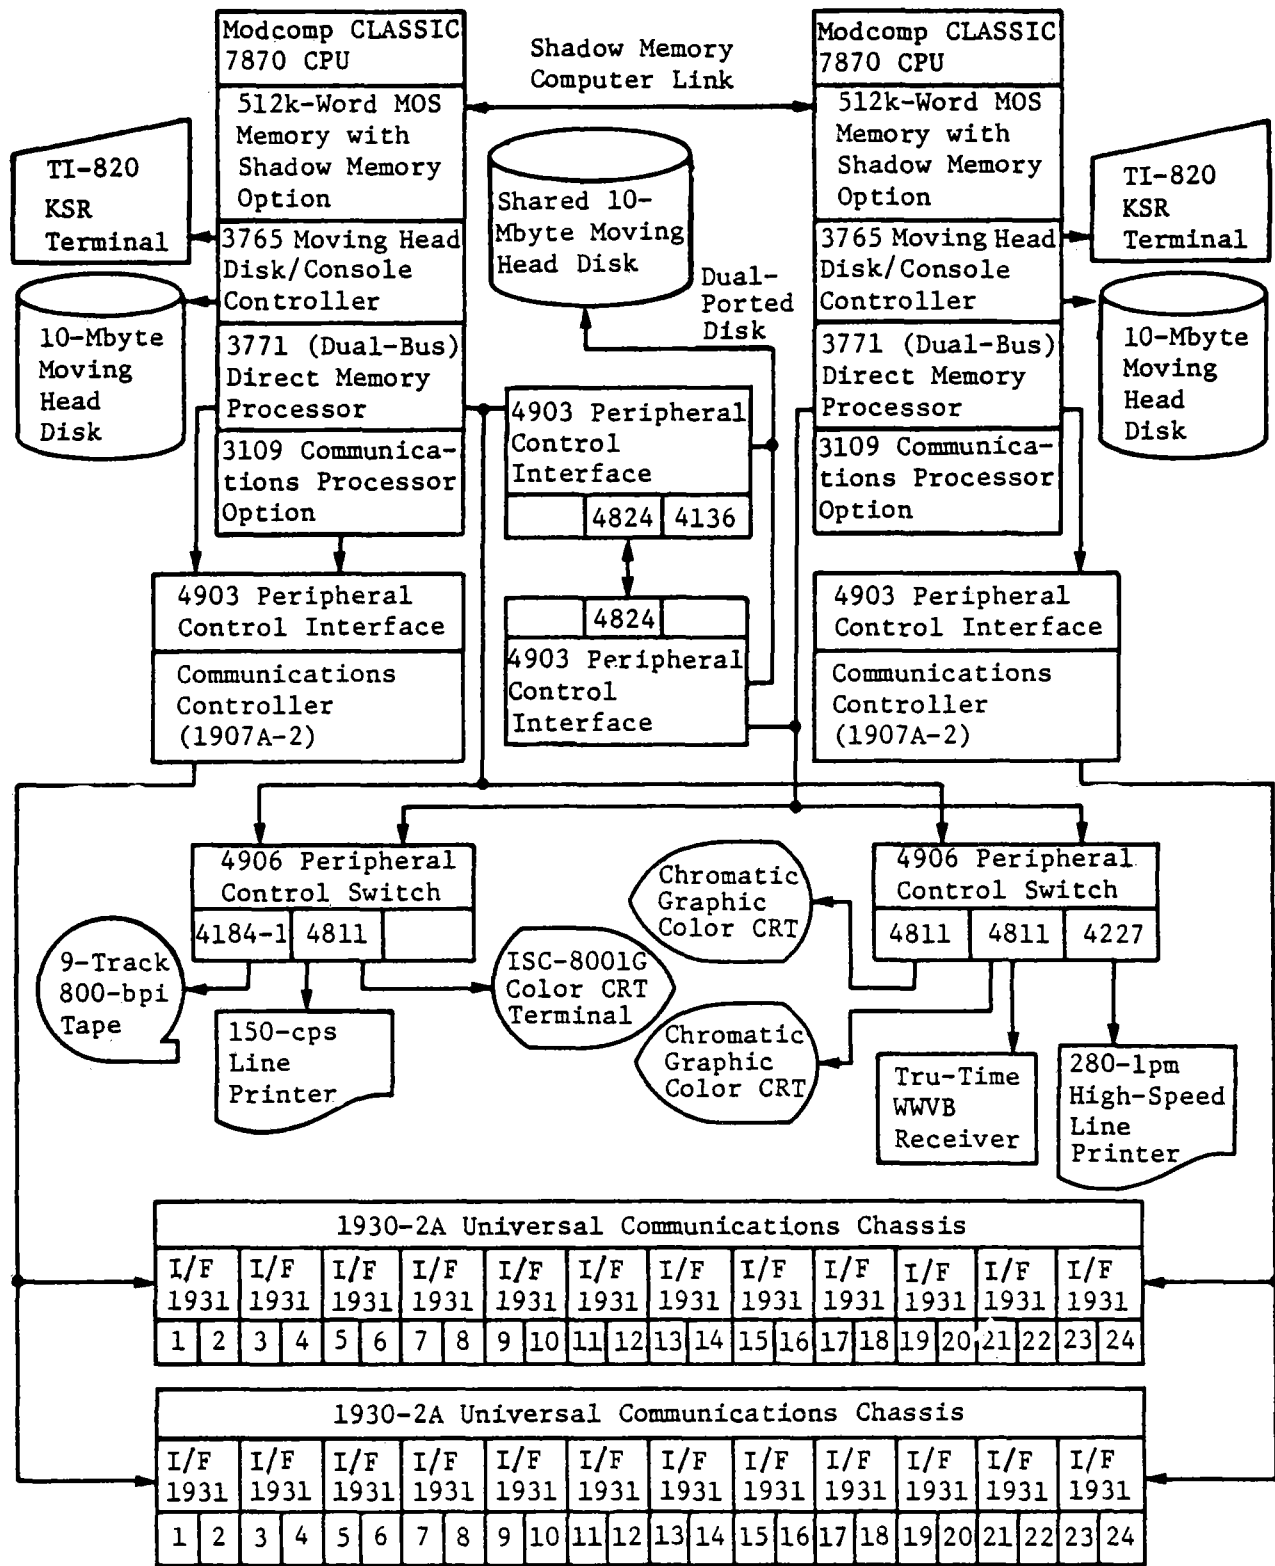 Modcomp CLASSIC
7870 CPU
512k-Word MOS
Memory with
Shadow Memory
Option
3765 Moving Head
Disk/Console
Controller
3771 (Dual-Bus)
Direct Memory
Processor
3109 Communica-
tions Processor
Option
Shadow Memory
Computer Link
Modcomp CLASSIC
7870 CPU
512k-Word MOS
Memory with
Shadow Memory
Option
3765 Moving Head
Disk/Console
Controller
3771 (Dual-Bus)
Direct Memory
Processor
3109 Communica-
tions Processor
Option
TI-820
KSR
Terminal
10-Mbyte
Moving
Head
Disk
Shared 10-
Mbyte Moving
Head Disk
Dual-
Ported
Disk
TI-820
KSR
Terminal
10-Mbyte
Moving
Head
Disk
4903 Peripheral
Control
Interface
4824 4136
4824
4903 Peripheral
Control
Interface
4903 Peripheral
Control Interface
Communications
Controller
(1907A-2)
4903 Peripheral
Control Interface
Communications
Controller
(1907A-2)
4906 Peripheral
Control Switch
4184-1 4811
9-Track
800-bpi
Tape
150-cps
Line
Printer
ISC-8001G
Color CRT
Terminal
Chromatic
Graphic
Color CRT
Chromatic
Graphic
Color CRT
4906 Peripheral
Control Switch
4811 4811 4227
Tru-Time
WWVB
Receiver
280-lpm
High-Speed
Line
Printer
1930-2A Universal Communications Chassis
I/F I/F I/F I/F I/F I/F I/F I/F I/F I/F I/F I/F
1931 1931 1931 1931 1931 1931 1931 1931 1931 1931 1931 1931
1 2 3 4 5 6 7 8 9 10 11 12 13 14 15 16 17 18 19 20 21 22 23 24
1930-2A Universal Communications Chassis
I/F I/F I/F I/F I/F I/F I/F I/F I/F I/F I/F I/F
1931 1931 1931 1931 1931 1931 1931 1931 1931 1931 1931 1931
1 2 3 4 5 6 7 8 9 10 11 12 13 14 15 16 17 18 19 20 21 22 23 24